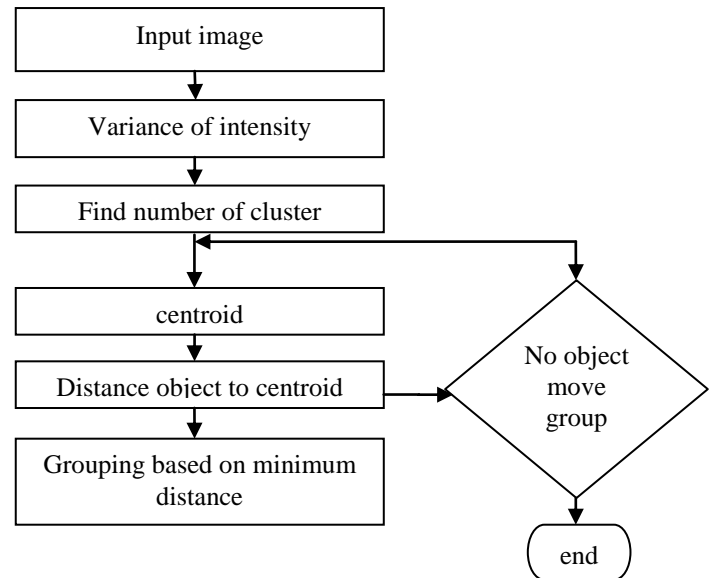 Input image
Variance of intensity
Find number of cluster
centroid
Distance object to centroid
Grouping based on minimum
distance
No object
move
group
end